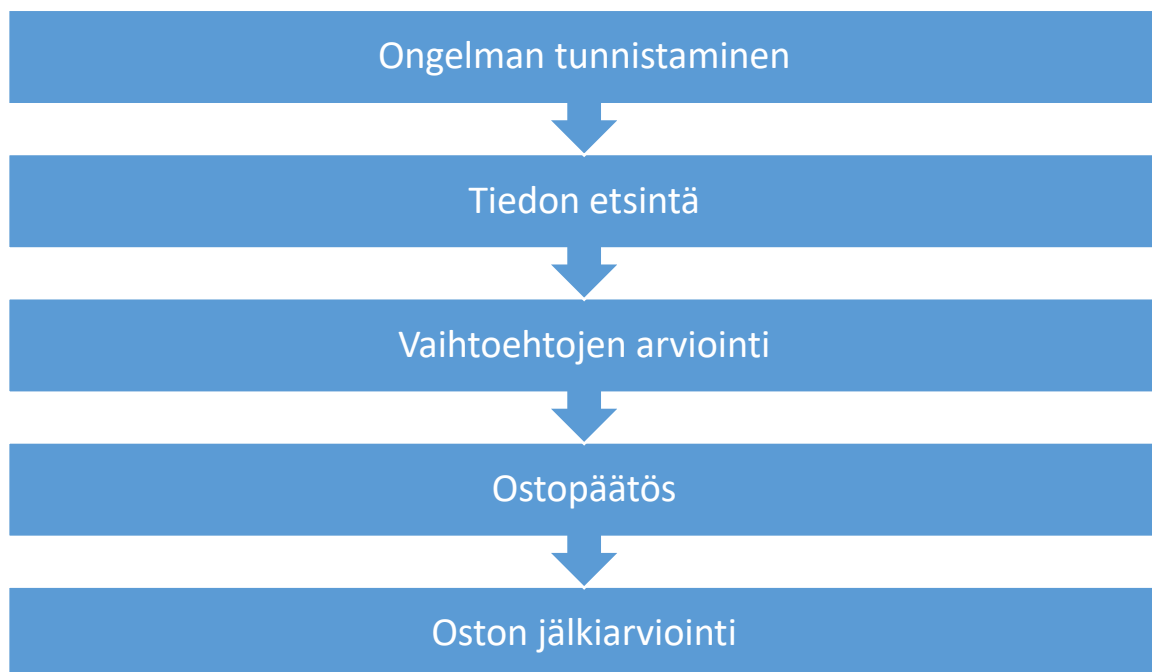 Ongelman tunnistaminen
Tiedon etsintä
Vaihtoehtojen arviointi
Ostopäätös
Oston jälkiarviointi